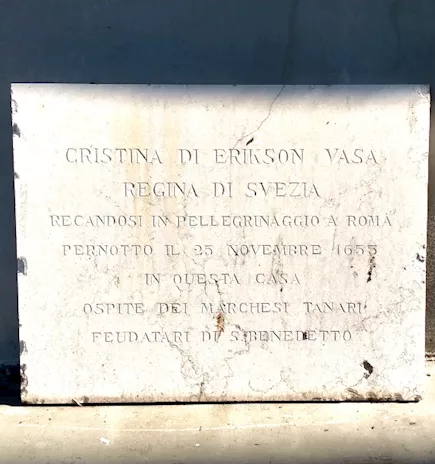 CRISTINA DI ERIKSON VASA
REGINA DI SVEZIA
RECANDOSI IN PELLEGRINAGGIO A ROMA
PERNOTTO IL 25 NOVEMBRE 1655
IN QUESTA CASA
OSPITE DEI MARCHESI TANARI
FEUDATARI DI S. BENEDETTO